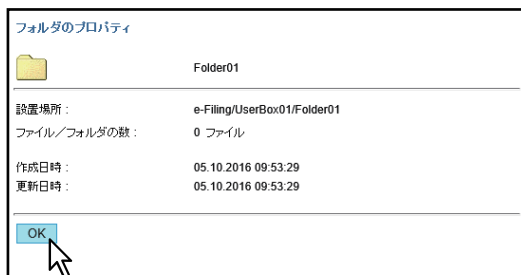 フォルダのプロパティ
Folder01
設置場所： e-Filing/UserBox01/Folder01
ファイル／フォルダの数： 0 ファイル
作成日時： 05.10.2016 09:53:29
更新日時： 05.10.2016 09:53:29
OK